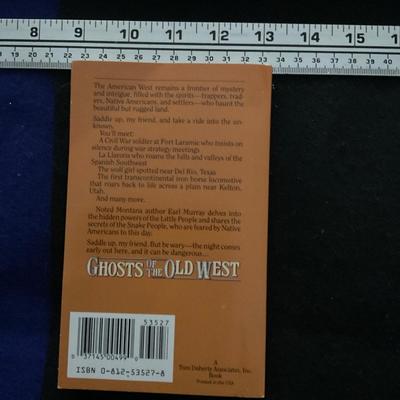 8 9 10 11 12 13 14 15
The American West remains a frontier of mystery
and intrigue, filled with the spirits—trappers, trad-
ers, Native Americans, and settlers—who haunt the
beautiful but rugged land.
Saddle up, my friend, and take a ride into the un-
known.
You'll meet:
A Civil War soldier at Fort Laramie who insists on
silence during war strategy meetings
La Llarona who roams the hills and valleys of the
Spanish Southwest
The wolf girl spotted near Del Rio, Texas
The first transcontinental iron horse locomotive
that roars back to life across a plain near Kelton,
Utah.
And many more.
Noted Montana author Earl Murray delves into
the hidden powers of the Little People and shares the
secrets of the Snake People, who are feared by Native
Americans to this day.
Saddle up, my friend. But be wary—the night comes
early out here, and it can be dangerous...
GHOSTS OF THE OLD WEST
53527
0 37145 00499 0
ISBN 0-812-53527-8
A
Tom Doherty Associates, Inc.
Book
Printed in the USA